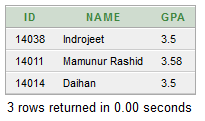 ID NAME GPA
14038 Indrojeet 3.5
14011 Mamunur Rashid 3.58
14014 Daihan 3.5
3 rows returned in 0.00 seconds